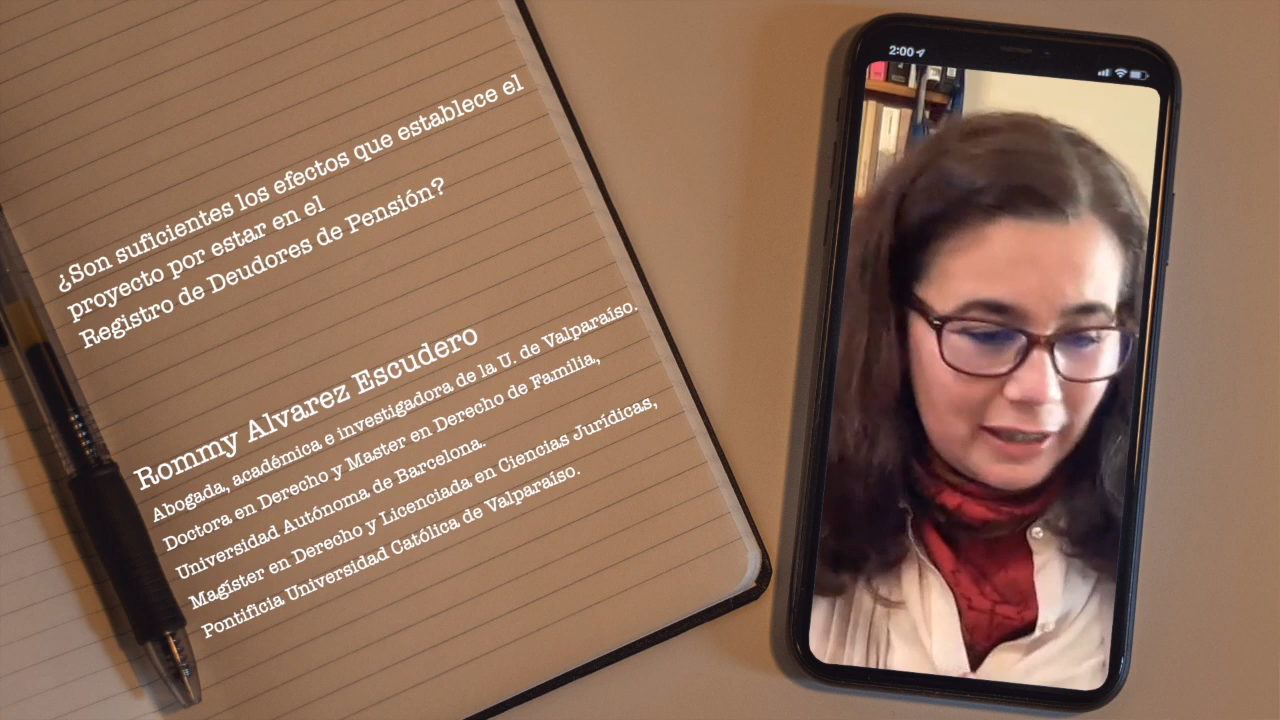 ¿Son suficientes los efectos que establece el
proyecto por estar en el
Registro de Deudores de Pensión?
Rommy Alvarez Escudero
Abogada, académica e investigadora de la U. de Valparaíso.
Doctora en Derecho y Master en Derecho de Familia,
Universidad Autónoma de Barcelona.
Magíster en Derecho y Licenciada en Ciencias Jurídicas,
Pontificia Universidad Católica de Valparaíso.
2:00